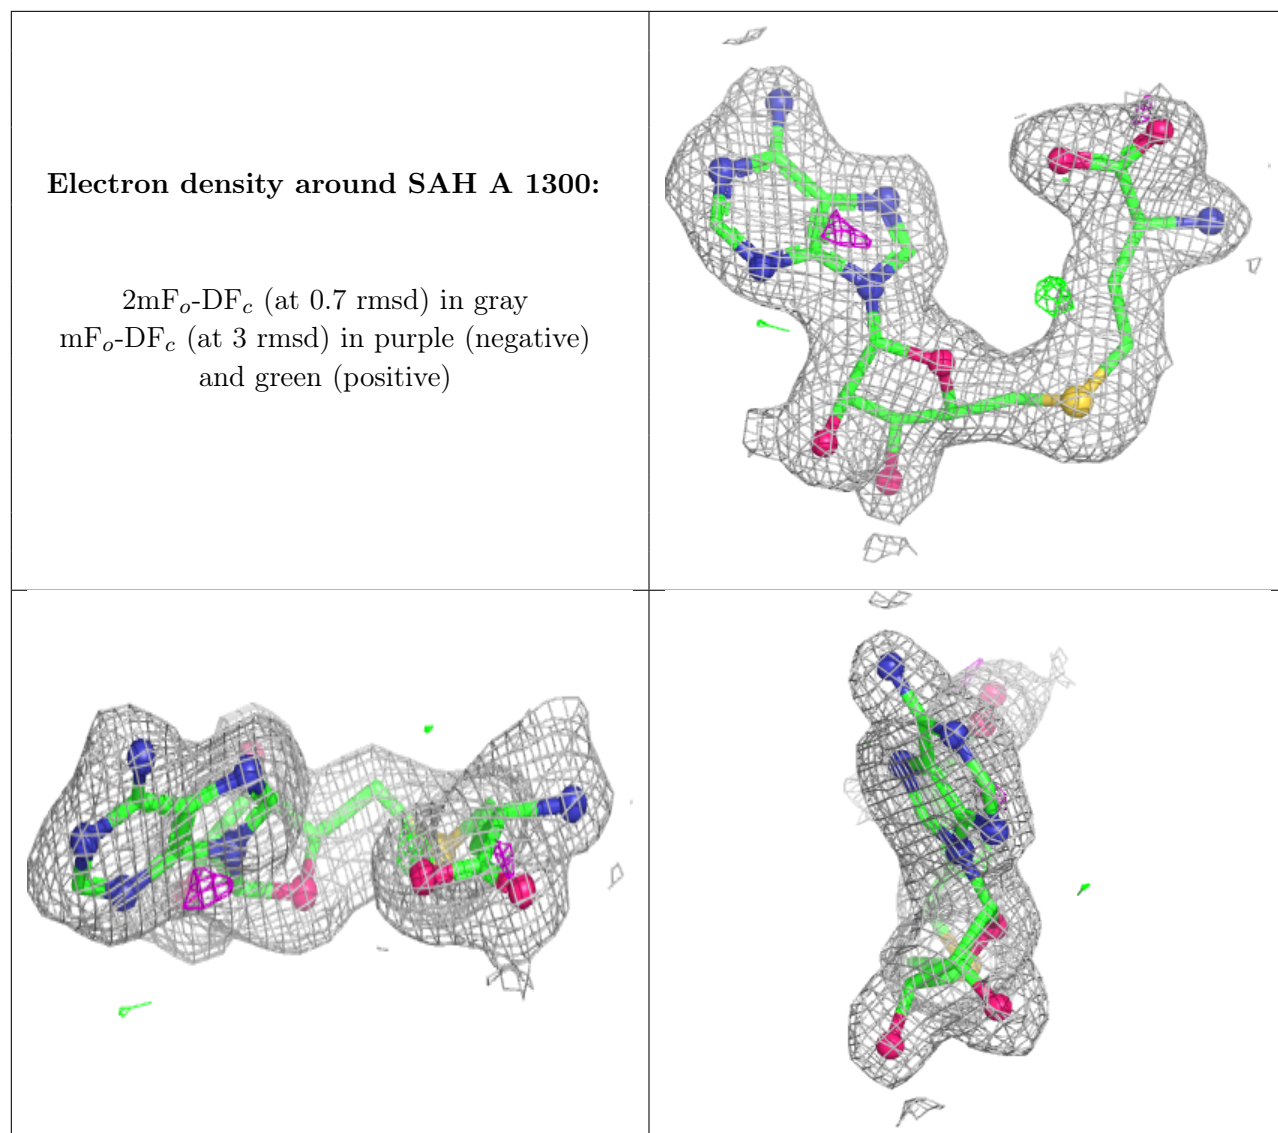 Electron density around SAH A 1300:
2mFo-DFc (at 0.7 rmsd) in gray
mFo-DFc (at 3 rmsd) in purple (negative)
and green (positive)